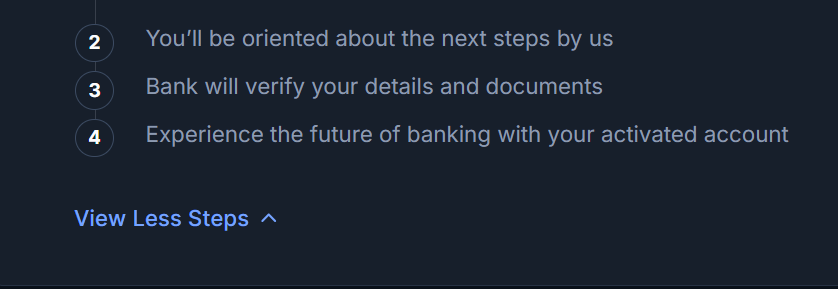 2 You’ll be oriented about the next steps by us
3 Bank will verify your details and documents
4 Experience the future of banking with your activated account
View Less Steps